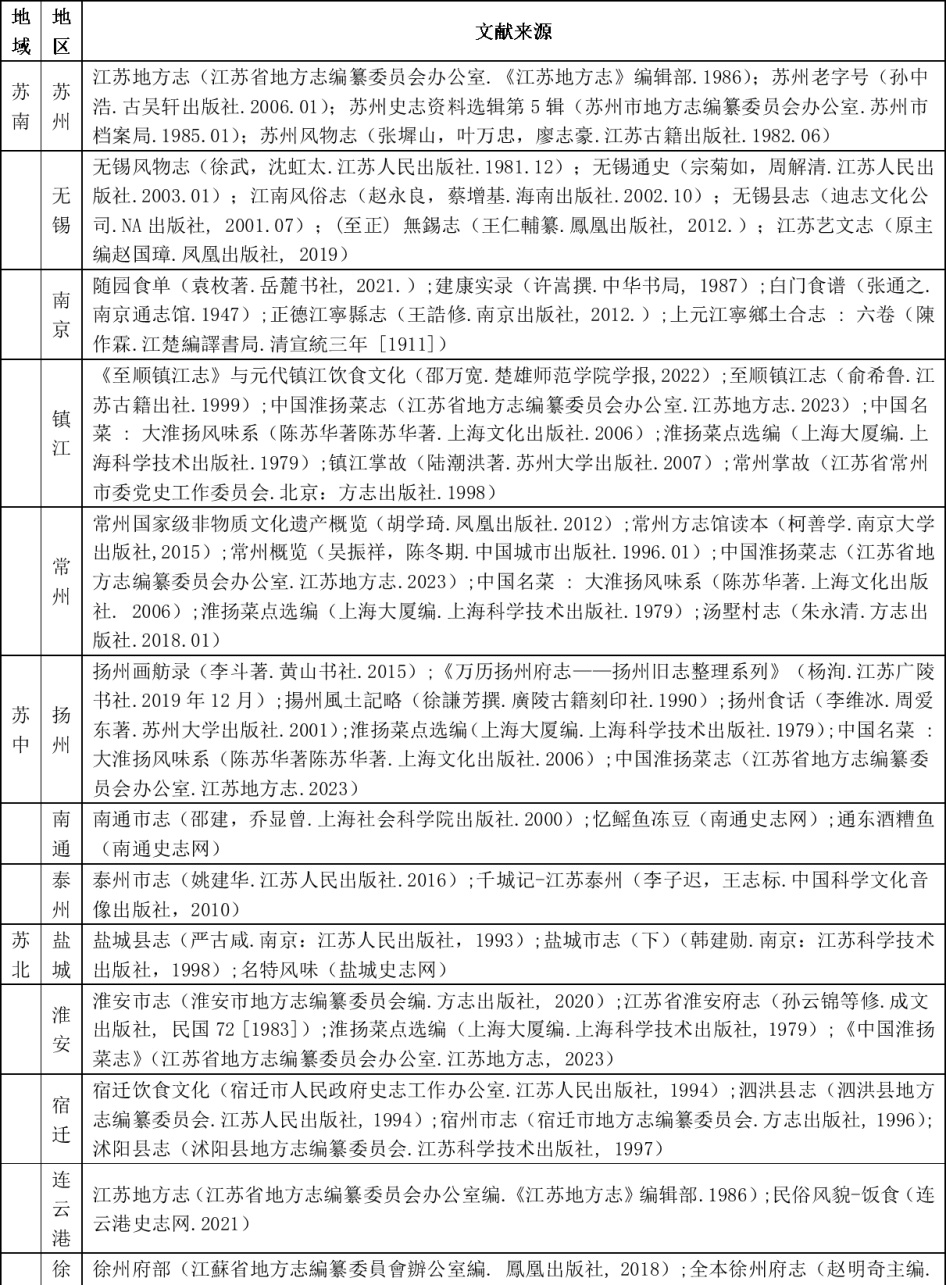 地域 地区 文献来源
苏南 苏州 江苏地方志（江苏省地方志编纂委员会办公室.《江苏地方志》编辑部.1986）；苏州老字号（孙中
浩.古吴轩出版社.2006.01）；苏州史志资料选辑第5辑（苏州市地方志编纂委员会办公室.苏州市
档案局.1985.01）；苏州风物志（张墀山，叶万忠，廖志豪.江苏古籍出版社.1982.06）
无锡 无锡风物志（徐武，沈虹太.江苏人民出版社.1981.12）；无锡通史（宗菊如，周解清.江苏人民出
版社.2003.01）；江南风俗志（赵永良，蔡增基.海南出版社.2002.10）；无锡县志（迪志文化公
司.NA出版社, 2001.07）；(至正) 無錫志（王仁輔纂.鳳凰出版社, 2012.）；江苏艺文志（原主
编赵国璋.凤凰出版社, 2019）
南京 随园食单（袁枚著.岳麓书社, 2021.）;建康实录（许嵩撰.中华书局, 1987）;白门食谱（张通之.
南京通志馆.1947）;正德江寧縣志（王誥修.南京出版社, 2012.）;上元江寧鄉土合志 : 六卷（陳
作霖.江楚編譯書局.清宣統三年 [1911]）
镇江 《至顺镇江志》与元代镇江饮食文化（邵万宽.楚雄师范学院学报,2022）;至顺镇江志（俞希鲁.江
苏古籍出社.1999）;中国淮扬菜志（江苏省地方志编纂委员会办公室.江苏地方志.2023）;中国名
菜 : 大淮扬风味系（陈苏华著陈苏华著.上海文化出版社.2006）;淮扬菜点选编（上海大厦编.上
海科学技术出版社.1979）;镇江掌故（陆潮洪著.苏州大学出版社.2007）;常州掌故（江苏省常州
市委党史工作委员会.北京：方志出版社.1998）
常州 常州国家级非物质文化遗产概览（胡学琦.凤凰出版社.2012）;常州方志馆读本（柯善学.南京大学
出版社,2015）;常州概览（吴振祥，陈冬期.中国城市出版社.1996.01）;中国淮扬菜志（江苏省地
方志编纂委员会办公室.江苏地方志.2023）;中国名菜 : 大淮扬风味系（陈苏华著.上海文化出版
社. 2006）;淮扬菜点选编（上海大厦编.上海科学技术出版社.1979）;汤墅村志（朱永清.方志出
版社.2018.01）
苏中 扬州 扬州画舫录（李斗著.黄山书社.2015）;《万历扬州府志——扬州旧志整理系列》（杨洵.江苏广陵
书社.2019年12月）;揚州風土記略（徐謙芳撰.廣陵古籍刻印社.1990）;扬州食话（李维冰.周爱
东著.苏州大学出版社.2001）;淮扬菜点选编（上海大厦编.上海科学技术出版社.1979）;中国名菜 :
大淮扬风味系（陈苏华著陈苏华著.上海文化出版社.2006）;中国淮扬菜志（江苏省地方志编纂委
员会办公室.江苏地方志.2023）
南通 南通市志（邵建，乔显曾.上海社会科学院出版社.2000）;忆鳐鱼冻豆（南通史志网）;通东酒糟鱼
（南通史志网）
泰州 泰州市志（姚建华.江苏人民出版社.2016）;千城记-江苏泰州（李子迟，王志标.中国科学文化音
像出版社，2010）
苏北 盐城 盐城县志（严古咸.南京：江苏人民出版社，1993）;盐城市志（下）（韩建勋.南京：江苏科学技术
出版社，1998）;名特风味（盐城史志网）
淮安 淮安市志（淮安市地方志编纂委员会编.方志出版社, 2020）;江苏省淮安府志（孙云锦等修.成文
出版社, 民国72[1983]）;淮扬菜点选编（上海大厦编.上海科学技术出版社, 1979）;《中国淮扬
菜志》（江苏省地方志编纂委员会办公室.江苏地方志, 2023）
宿迁 宿迁饮食文化（宿迁市人民政府史志工作办公室.江苏人民出版社, 1994）;泗洪县志（泗洪县地方
志编纂委员会.江苏人民出版社, 1994）;宿州市志（宿迁市地方志编纂委员会.方志出版社, 1996）;
沭阳县志（沭阳县地方志编纂委员会.江苏科学技术出版社, 1997）
连云港 江苏地方志（江苏省地方志编纂委员会办公室编.《江苏地方志》编辑部.1986）;民俗风貌-饭食（连
云港史志网.2021）
徐 徐州府部（江蘇省地方志編纂委員會辦公室編. 鳳凰出版社, 2018）;全本徐州府志（赵明奇主编.